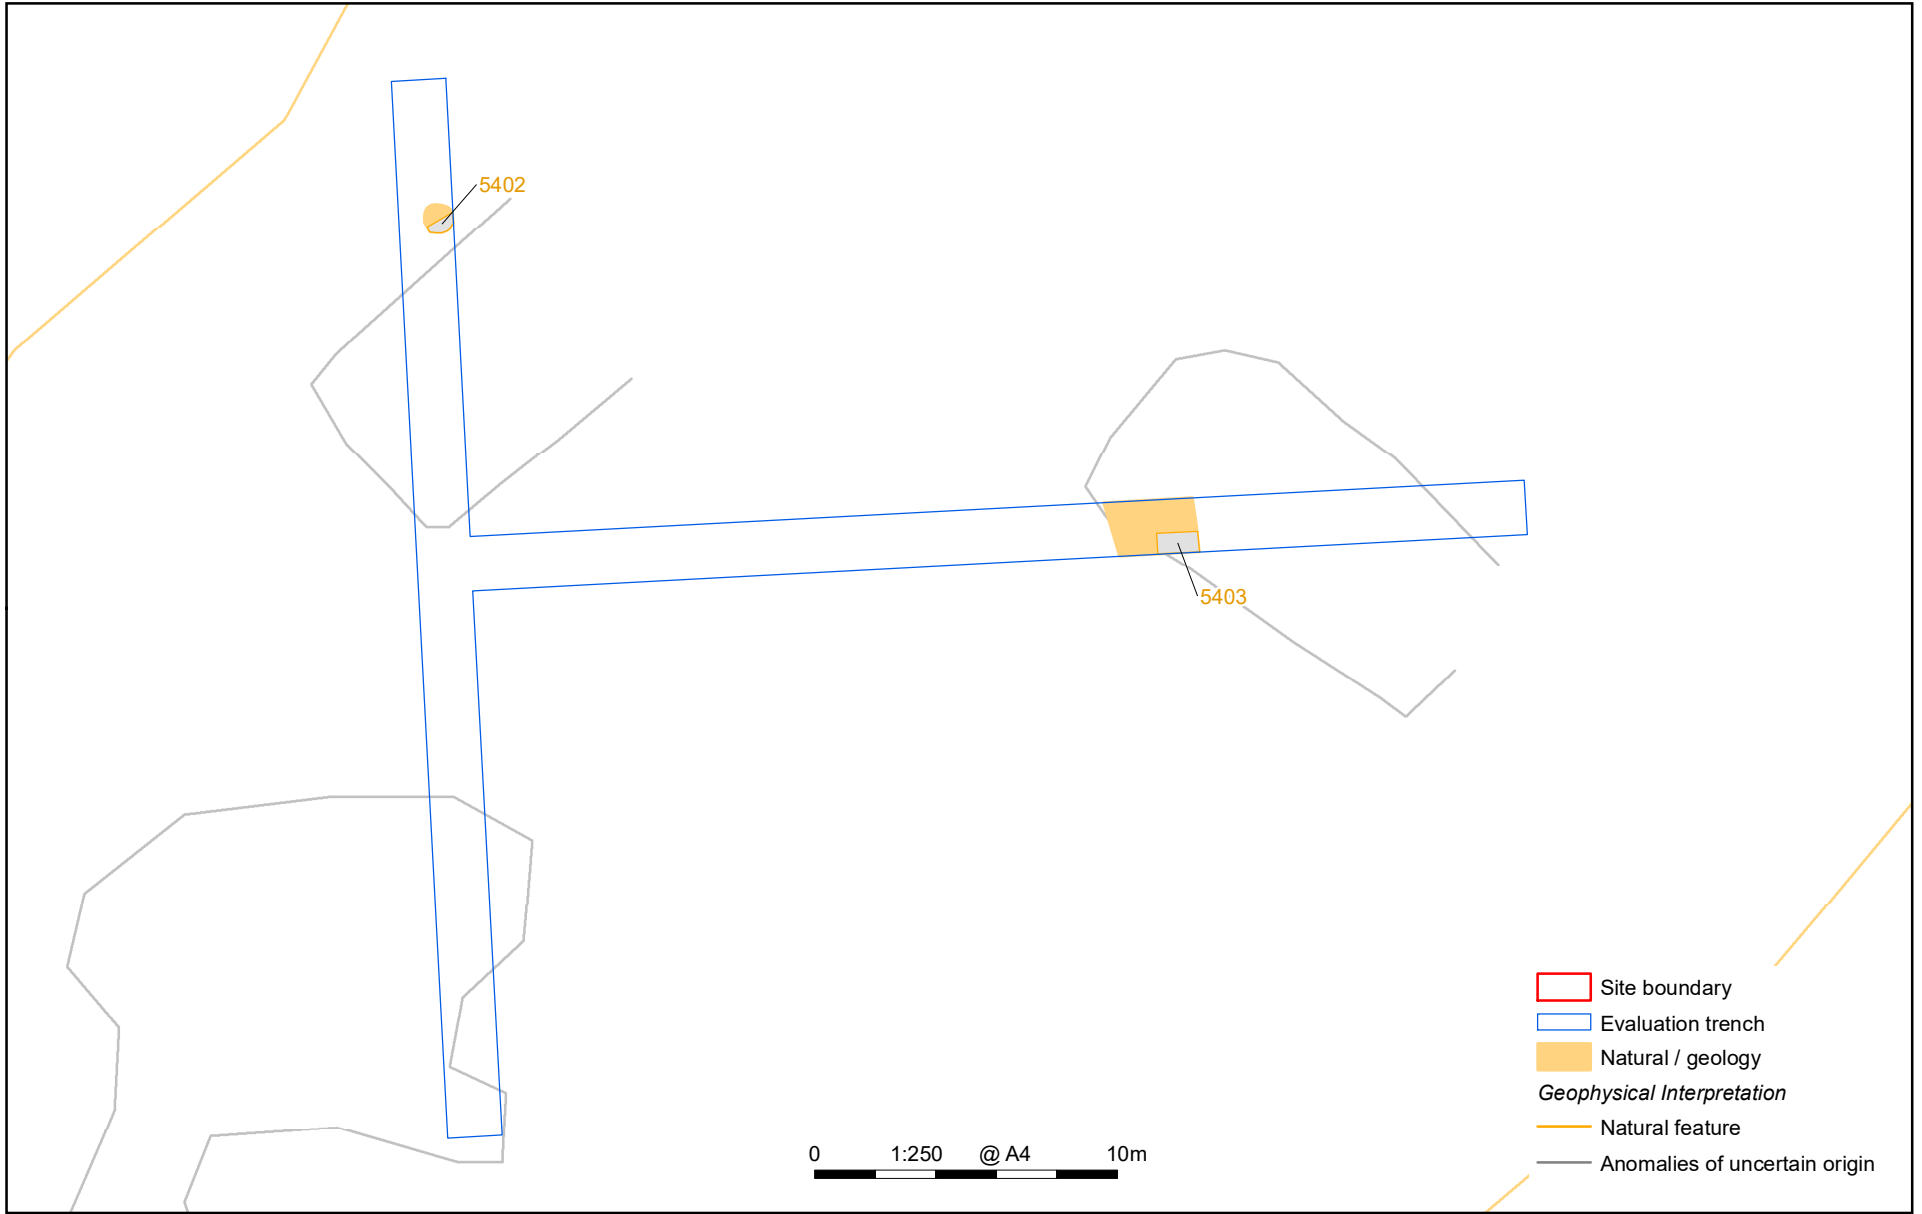 5402
5403
Site boundary
Evaluation trench
Natural / geology
Geophysical Interpretation
Natural feature
Anomalies of uncertain origin
0 1:250 @ A4 10m